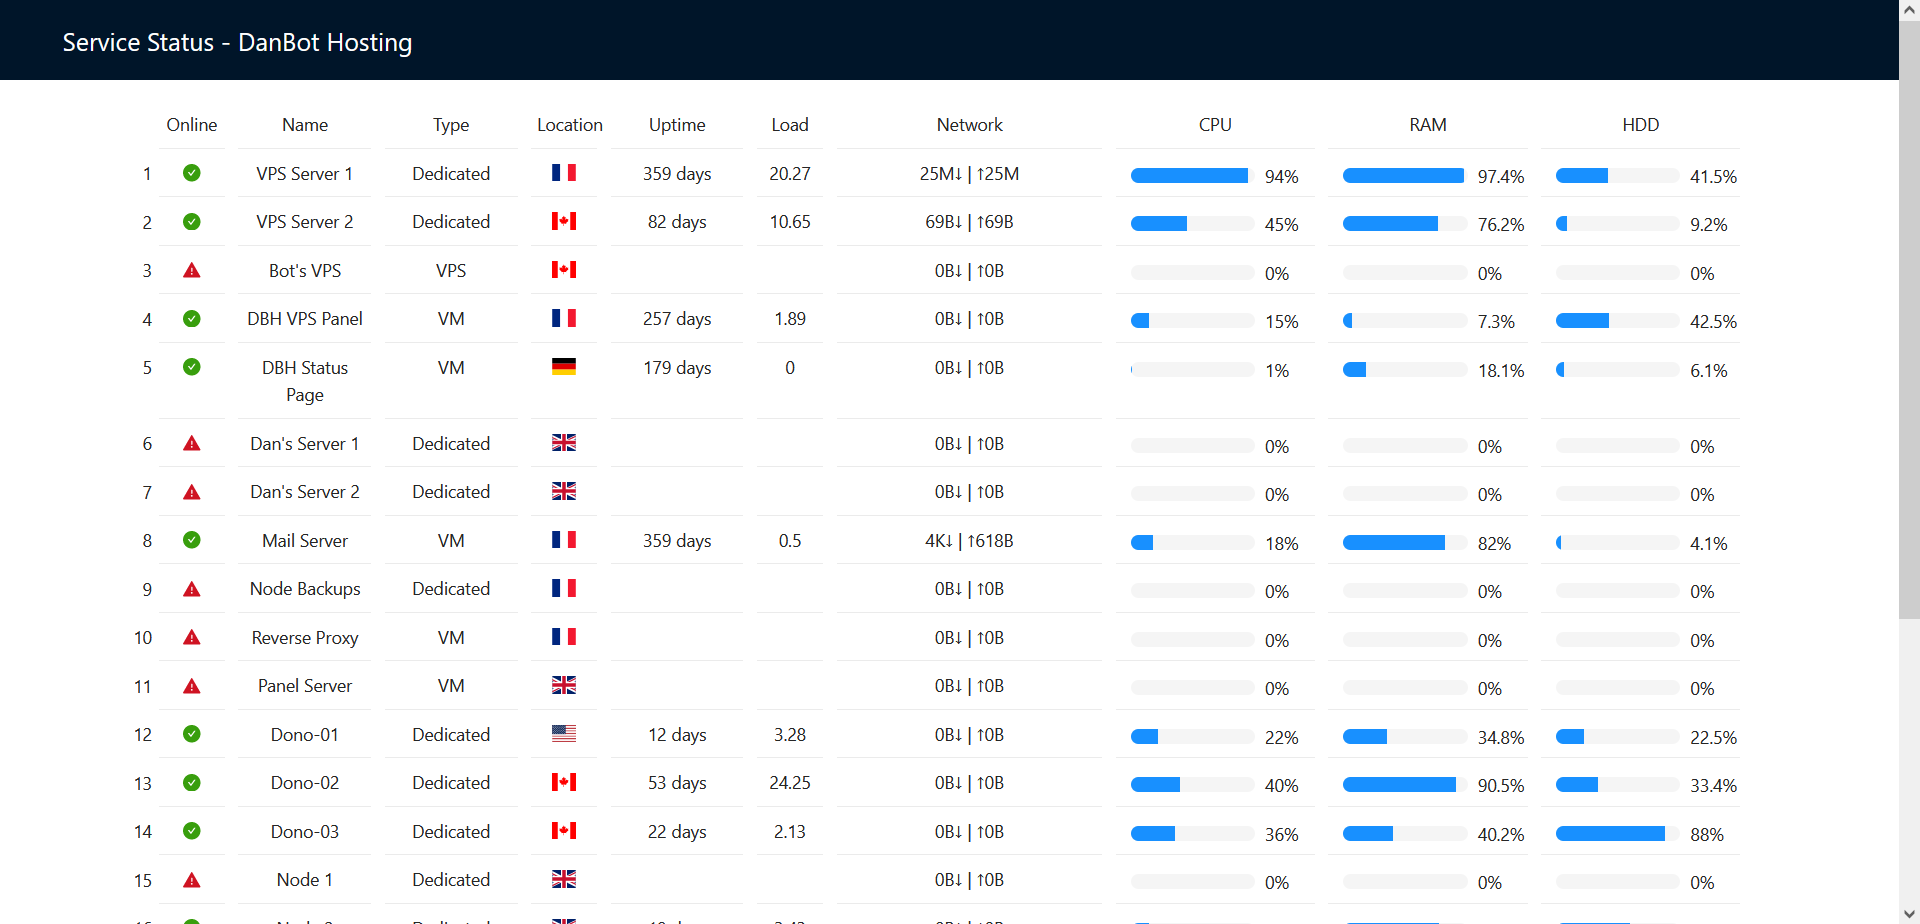 Service Status - DanBot Hosting
Online Name Type Location Uptime Load Network CPU RAM HDD
1 VPS Server 1 Dedicated 359 days 20.27 25M↓ | ↑25M 94% 97.4% 41.5%
2 VPS Server 2 Dedicated 82 days 10.65 69B↓ | ↑69B 45% 76.2% 9.2%
3 Bot's VPS VPS 0B↓ | ↑0B 0% 0% 0%
4 DBH VPS Panel VM 257 days 1.89 0B↓ | ↑0B 15% 7.3% 42.5%
5 DBH Status VM 179 days 0 0B↓ | ↑0B 1% 18.1% 6.1%
Page
6 Dan's Server 1 Dedicated 0B↓ | ↑0B 0% 0% 0%
7 Dan's Server 2 Dedicated 0B↓ | ↑0B 0% 0% 0%
8 Mail Server VM 359 days 0.5 4K↓ | ↑618B 18% 82% 4.1%
9 Node Backups Dedicated 0B↓ | ↑0B 0% 0% 0%
10 Reverse Proxy VM 0B↓ | ↑0B 0% 0% 0%
11 Panel Server VM 0B↓ | ↑0B 0% 0% 0%
12 Dono-01 Dedicated 12 days 3.28 0B↓ | ↑0B 22% 34.8% 22.5%
13 Dono-02 Dedicated 53 days 24.25 0B↓ | ↑0B 40% 90.5% 33.4%
14 Dono-03 Dedicated 22 days 2.13 0B↓ | ↑0B 36% 40.2% 88%
15 Node 1 Dedicated 0B↓ | ↑0B 0% 0% 0%